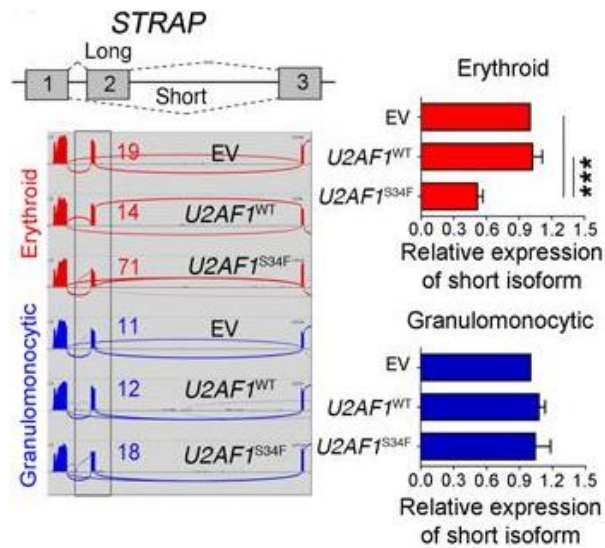 STRAP
Long
1
2
3
Short
Erythroid
19
EV
14
U2AF1WT
71
U2AF1S34F
Granulomonocytic
11
EV
12
U2AF1WT
18
U2AF1S34F
Erythroid
EV
U2AF1WT
U2AF1S34F
***
0.0 0.3 0.6 0.9 1.2 1.5
Relative expression
of short isoform
Granulomonocytic
EV
U2AF1WT
U2AF1S34F
0.0 0.3 0.6 0.9 1.2 1.5
Relative expression
of short isoform